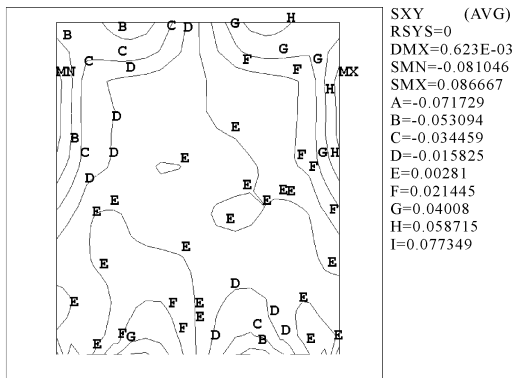 SXY (AVG)
RSYS=0
DMX=0.623E-03
SMN=-0.081046
SMX=0.086667
A=-0.071729
B=-0.053094
C=-0.034459
D=-0.015825
E=0.00281
F=0.021445
G=0.04008
H=0.058715
I=0.077349
B C D G H
B
C G
C D F F G
MN MX
H
D
E
B
C D F G H
E F
D
E E E
E E
E E F
E
E
E E
D
E E
F E D
E
F D
F G D C E E
E B